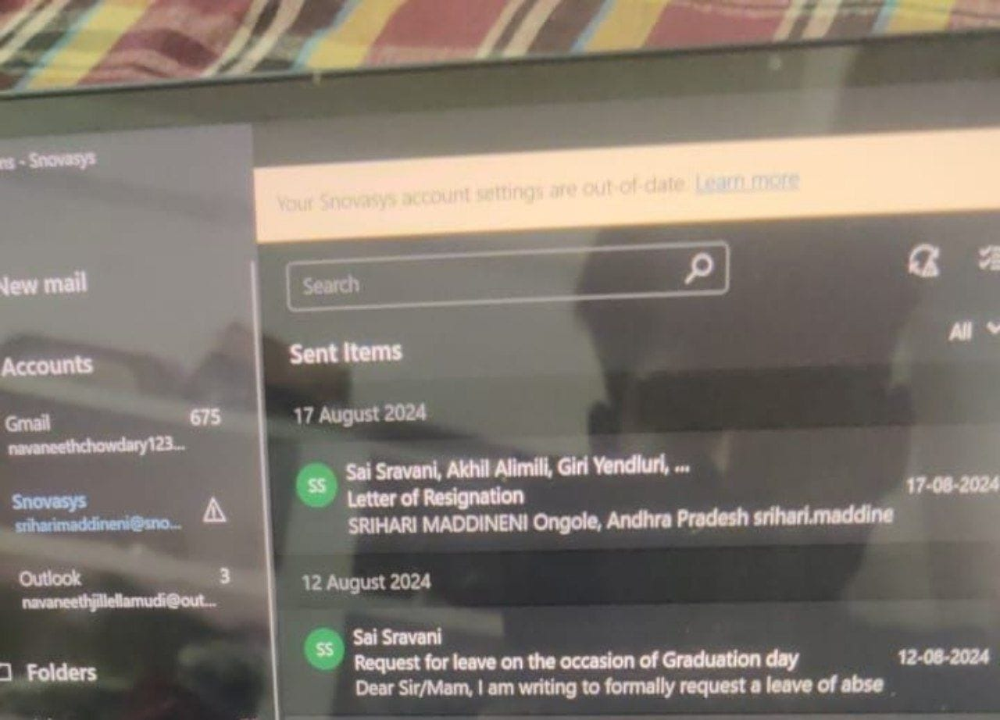 ns - Snovasys
Your Snovasys account settings are out-of-date. Learn more
New mail
Search
All
Accounts
Sent Items
Gmail 675
navaneethchowdary123...
17 August 2024
Sai Sravani, Akhil Alimili, Giri Yendluri, ...
SS
Letter of Resignation 17-08-2024
SRIHARI MADDINENI Ongole, Andhra Pradesh srihari.maddine
Snovasys
sriharimaddineni@sno...
Outlook 3
navaneethjillellamudi@out...
12 August 2024
Sai Sravani
SS
Request for leave on the occasion of Graduation day 12-08-2024
Dear Sir/Mam, I am writing to formally request a leave of abse
Folders